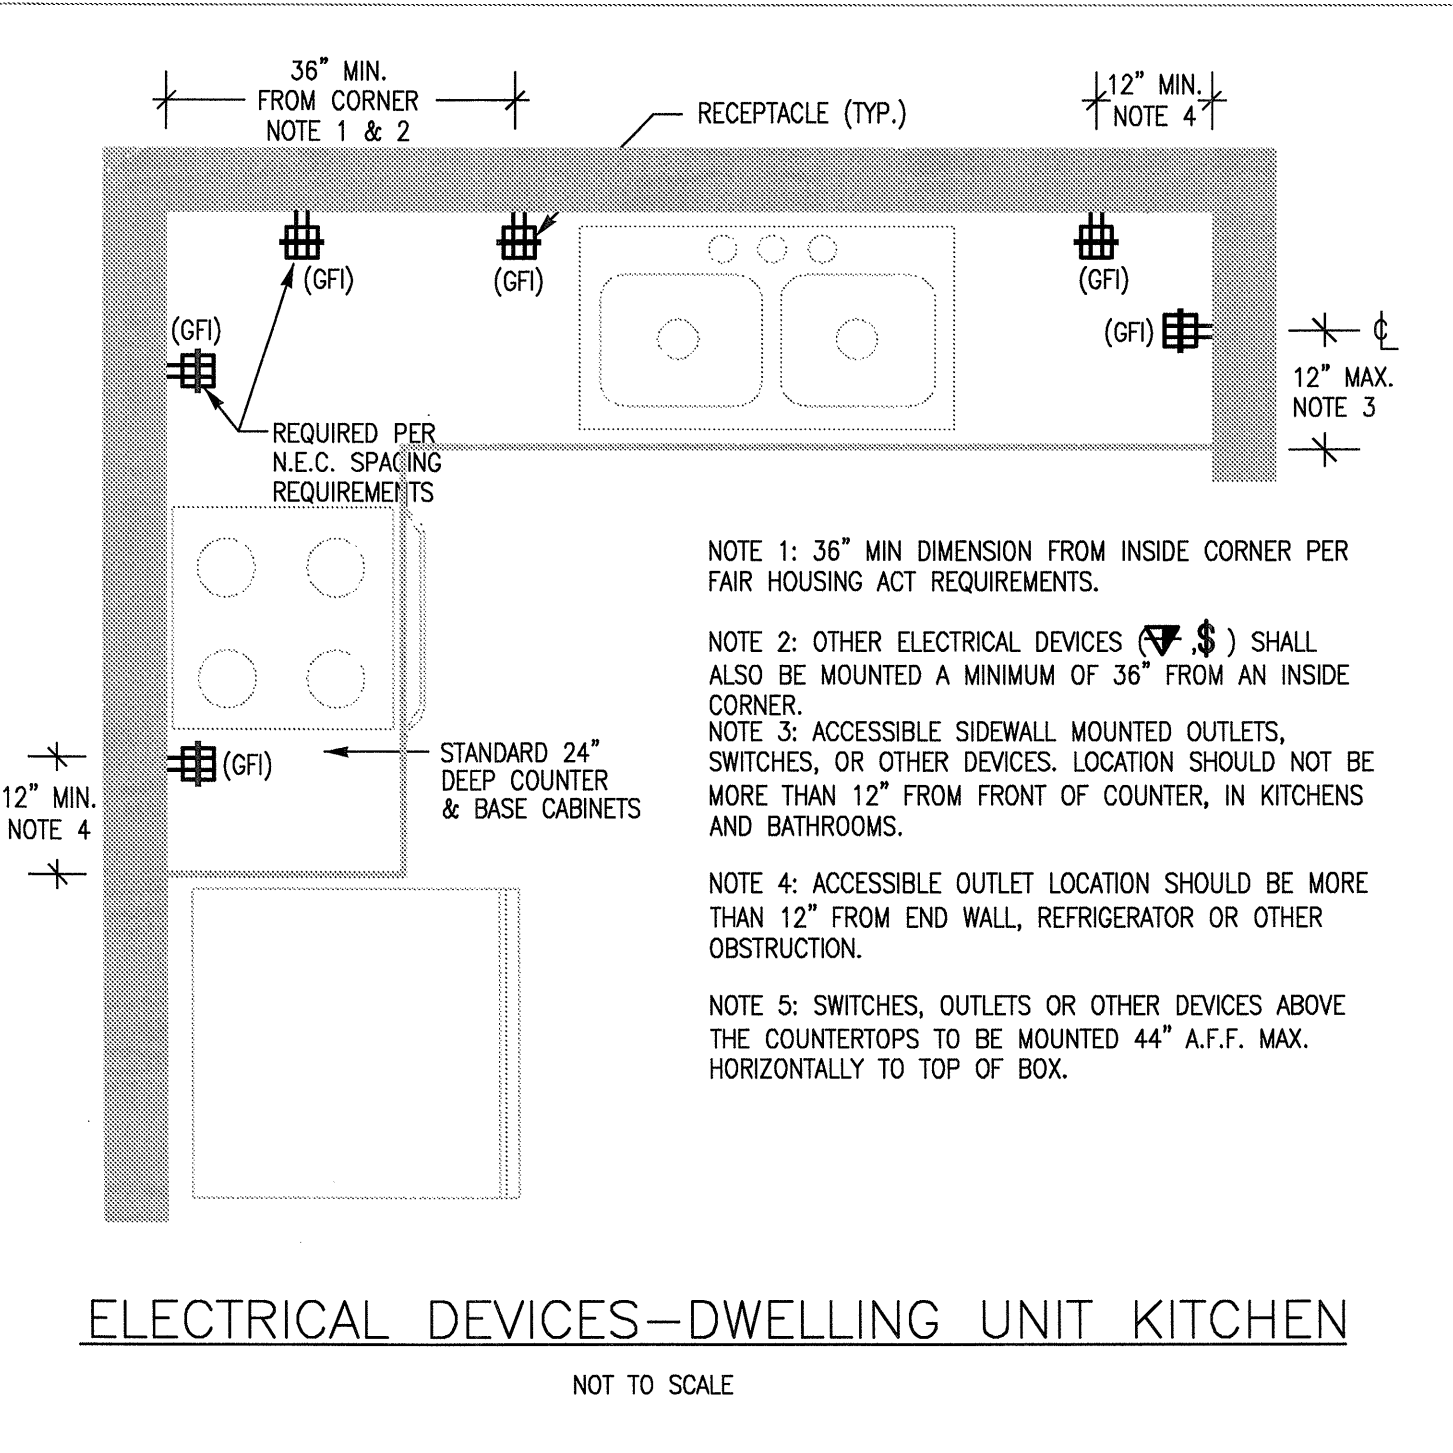 36" MIN.
FROM CORNER
NOTE 1 & 2
RECEPTACLE (TYP.)
12" MIN.
NOTE 4
(GFI)
(GFI)
(GFI)
(GFI)
(GFI)
℄
12" MAX.
NOTE 3
REQUIRED PER
N.E.C. SPACING
REQUIREMENTS
NOTE 1: 36" MIN DIMENSION FROM INSIDE CORNER PER
FAIR HOUSING ACT REQUIREMENTS.
NOTE 2: OTHER ELECTRICAL DEVICES ( ,$ ) SHALL
ALSO BE MOUNTED A MINIMUM OF 36" FROM AN INSIDE
CORNER.
NOTE 3: ACCESSIBLE SIDEWALL MOUNTED OUTLETS,
SWITCHES, OR OTHER DEVICES. LOCATION SHOULD NOT BE
MORE THAN 12" FROM FRONT OF COUNTER, IN KITCHENS
AND BATHROOMS.
NOTE 4: ACCESSIBLE OUTLET LOCATION SHOULD BE MORE
THAN 12" FROM END WALL, REFRIGERATOR OR OTHER
OBSTRUCTION.
NOTE 5: SWITCHES, OUTLETS OR OTHER DEVICES ABOVE
THE COUNTERTOPS TO BE MOUNTED 44" A.F.F. MAX.
HORIZONTALLY TO TOP OF BOX.
(GFI)
STANDARD 24"
DEEP COUNTER
& BASE CABINETS
12" MIN.
NOTE 4
ELECTRICAL DEVICES-DWELLING UNIT KITCHEN
NOT TO SCALE